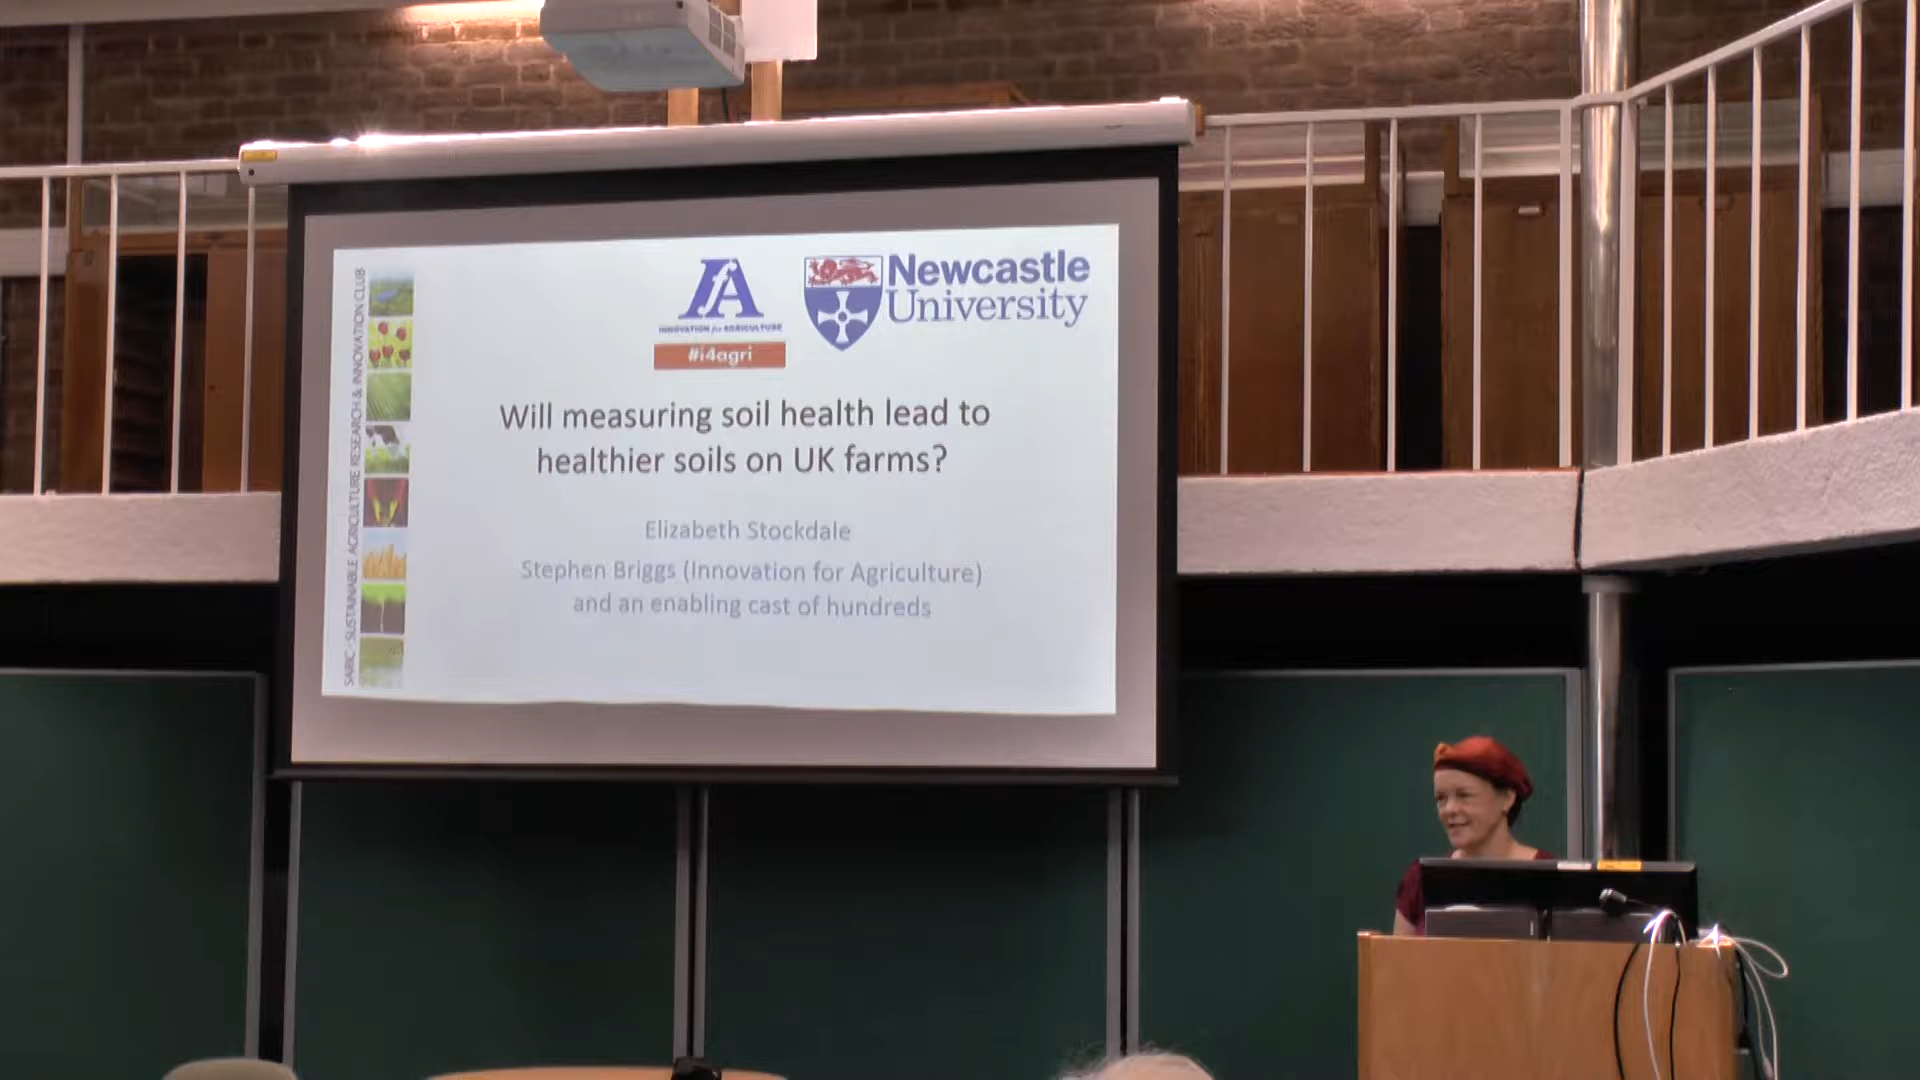 SARIC - SUSTAINABLE AGRICULTURE RESEARCH & INNOVATION CLUB
fA
INNOVATION for AGRICULTURE
#i4agri
Newcastle
University
Will measuring soil health lead to
healthier soils on UK farms?
Elizabeth Stockdale
Stephen Briggs (Innovation for Agriculture)
and an enabling cast of hundreds